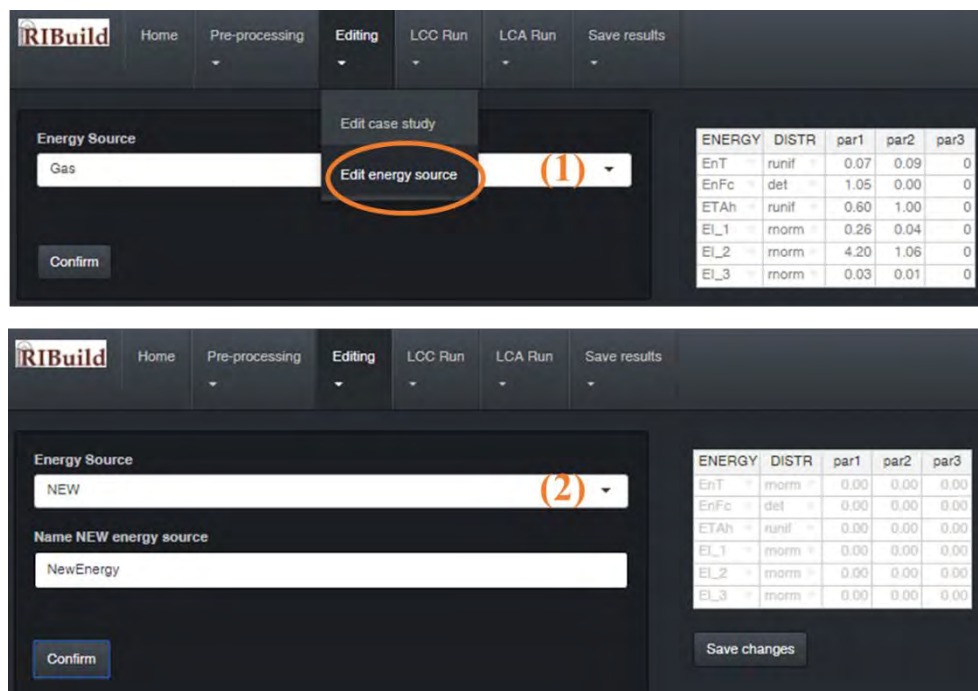 RIBuild Home Pre-processing Editing LCC Run LCA Run Save results
Edit case study
Edit energy source
Energy Source
Gas
(1)
Confirm
ENERGY DISTR par1 par2 par3
EnT runif 0.07 0.09 0
EnFc det 1.05 0.00 0
ETAh runif 0.60 1.00 0
EI_1 rnorm 0.26 0.04 0
EI_2 rnorm 4.20 1.06 0
EI_3 rnorm 0.03 0.01 0
RIBuild Home Pre-processing Editing LCC Run LCA Run Save results
Energy Source
NEW
(2)
Name NEW energy source
NewEnergy
Confirm
ENERGY DISTR par1 par2 par3
EnT rnorm 0.00 0.00 0.00
EnFc det 0.00 0.00 0.00
ETAh runif 0.00 0.00 0.00
EI_1 rnorm 0.00 0.00 0.00
EI_2 rnorm 0.00 0.00 0.00
EI_3 rnorm 0.00 0.00 0.00
Save changes